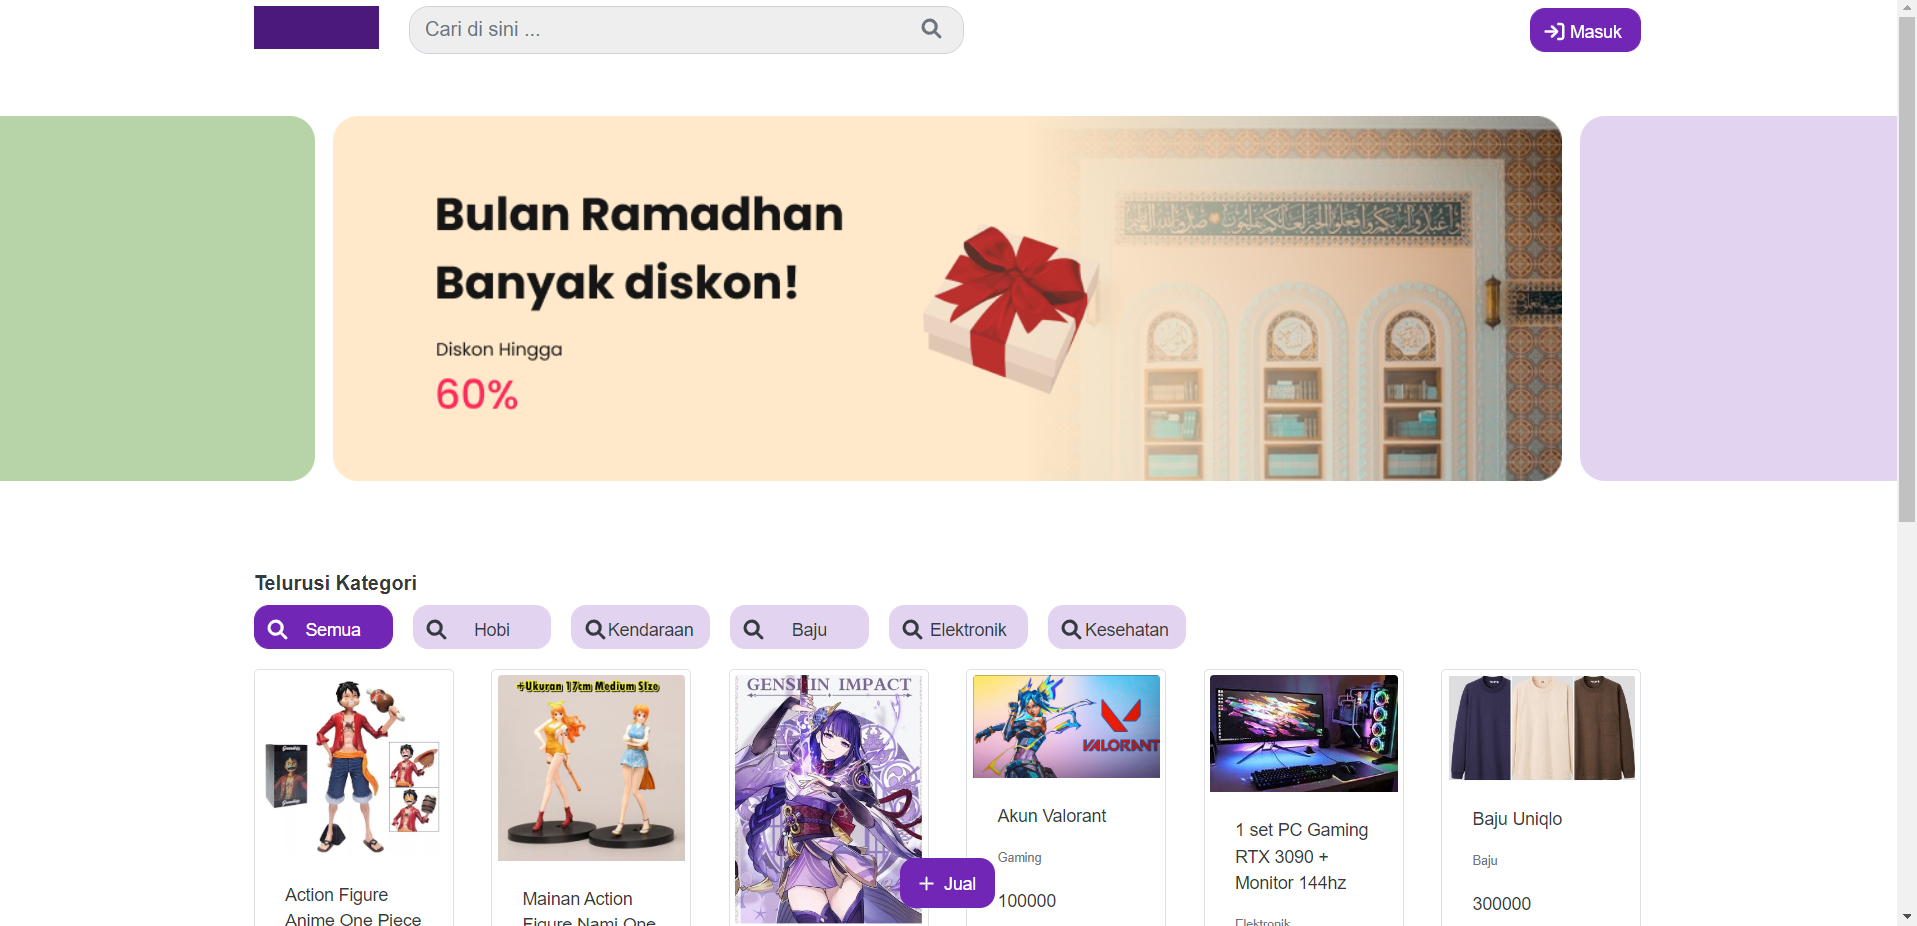 Cari di sini ...
Masuk
Bulan Ramadhan
Banyak diskon!
Diskon Hingga
60%
Telurusi Kategori
Semua
Hobi
Kendaraan
Baju
Elektronik
Kesehatan
Action Figure
Anime One Piece
+Ukuran 17cm Medium SIze
Mainan Action
Figure Nami One
GENSHIN IMPACT
VALORANT
Akun Valorant
Gaming
100000
1 set PC Gaming
RTX 3090 +
Monitor 144hz
Elektronik
Baju Uniqlo
Baju
300000
+ Jual